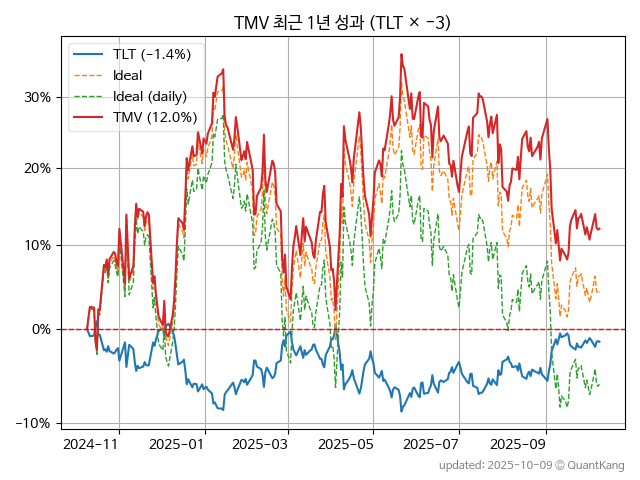 TMV 최근 1년 성과 (TLT × −3)
TLT (−1.4%)
Ideal
Ideal (daily)
TMV (12.0%)
30%
20%
10%
0%
−10%
2024-11
2025-01
2025-03
2025-05
2025-07
2025-09
updated: 2025-10-09 © QuantKang